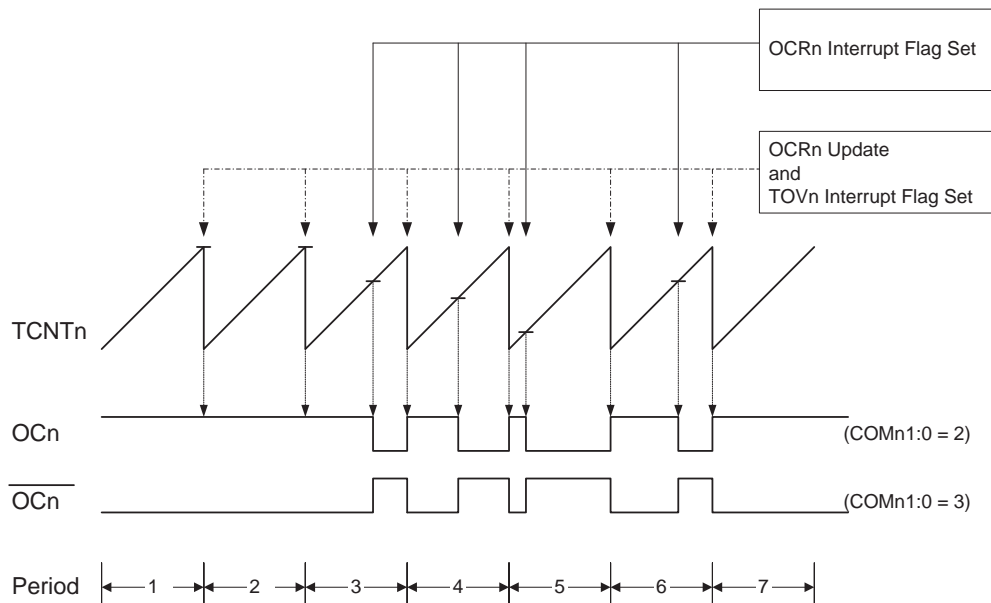 OCRn Interrupt Flag Set
OCRn Update
and
TOVn Interrupt Flag Set
TCNTn
OCn
(COMn1:0 = 2)
OCn
(COMn1:0 = 3)
Period
1
2
3
4
5
6
7